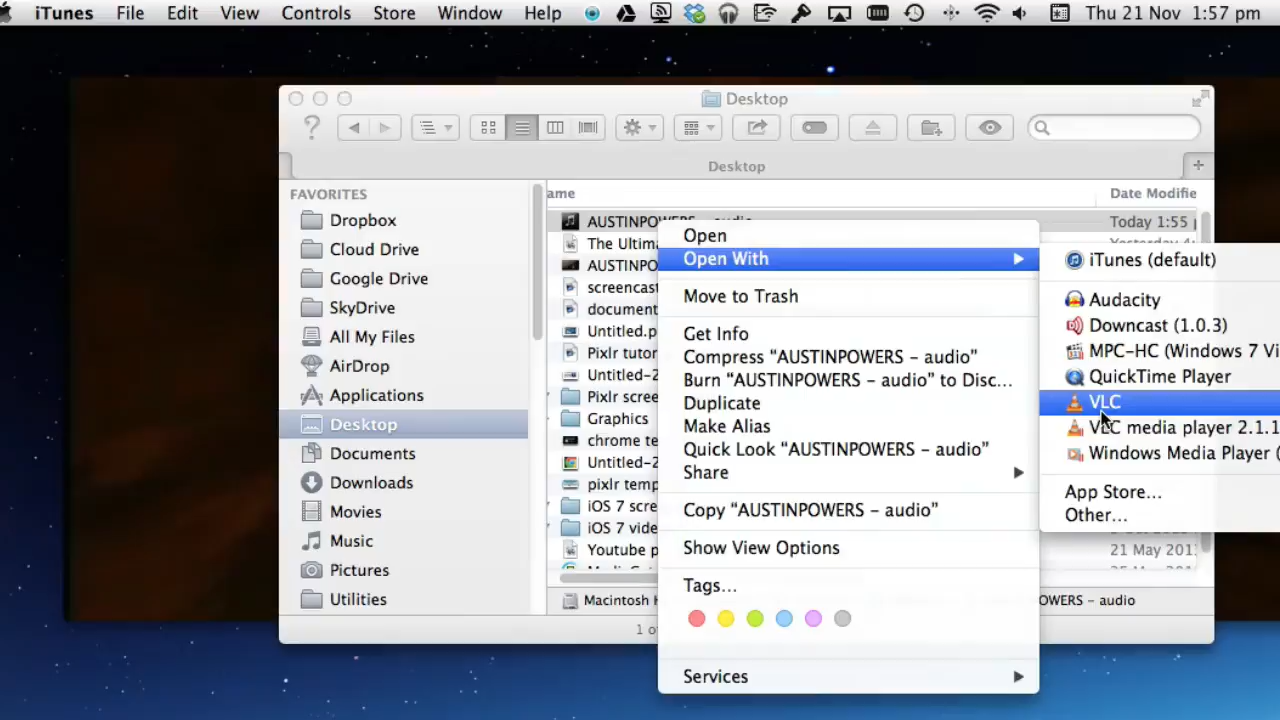 iTunes File Edit View Controls Store Window Help Thu 21 Nov 1:57 pm
Desktop
Desktop
FAVORITES
Dropbox
Cloud Drive
Google Drive
SkyDrive
All My Files
AirDrop
Applications
Desktop
Documents
Downloads
Movies
Music
Pictures
Utilities
ame Date Modifie
AUSTINPOWERS - audio Today 1:55
The Ultima
AUSTINPO
screencast
document
Untitled.p
Pixlr tutor
Untitled-2
Pixlr scree
Graphics
chrome te
Untitled-2
pixlr temp
iOS 7 scre
iOS 7 video
Youtube p
21 May 201
Macintosh H
OWERS - audio
1 o
Open
Open With
Move to Trash
Get Info
Compress “AUSTINPOWERS - audio”
Burn “AUSTINPOWERS - audio” to Disc...
Duplicate
Make Alias
Quick Look “AUSTINPOWERS - audio”
Share
Copy “AUSTINPOWERS - audio”
Show View Options
Tags...
Services
iTunes (default)
Audacity
Downcast (1.0.3)
MPC-HC (Windows 7 Vi
QuickTime Player
VLC
VLC media player 2.1.1
Windows Media Player (
App Store...
Other...